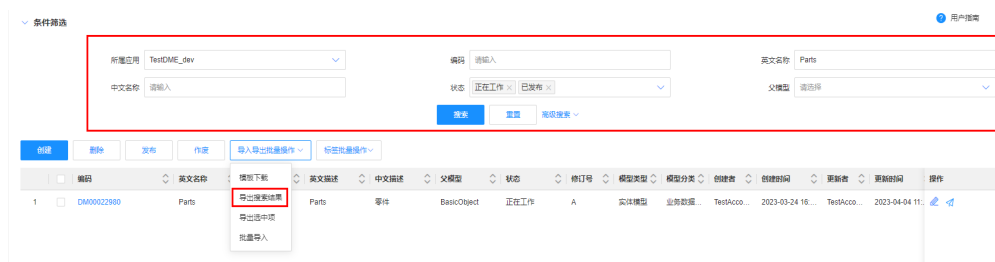 条件筛选
用户指南
所属应用 TestDME_dev 编码 请输入 英文名称 Parts
中文名称 请输入 状态 正在工作 × 已发布 × 父模型 请选择
搜索 重置 高级搜索
创建 删除 发布 作废 导入导出批量操作 标签批量操作
编码 英文名称 英文描述 中文描述 父模型 状态 修订号 模型类型 模型分类 创建者 创建时间 更新者 更新时间 操作
模板下载
1 DM00022980 Parts Parts 零件 BasicObject 正在工作 A 实体模型 业务数据... TestAcco... 2023-03-24 16:... TestAcco... 2023-04-04 11:
导出搜索结果
导出选中项
批量导入